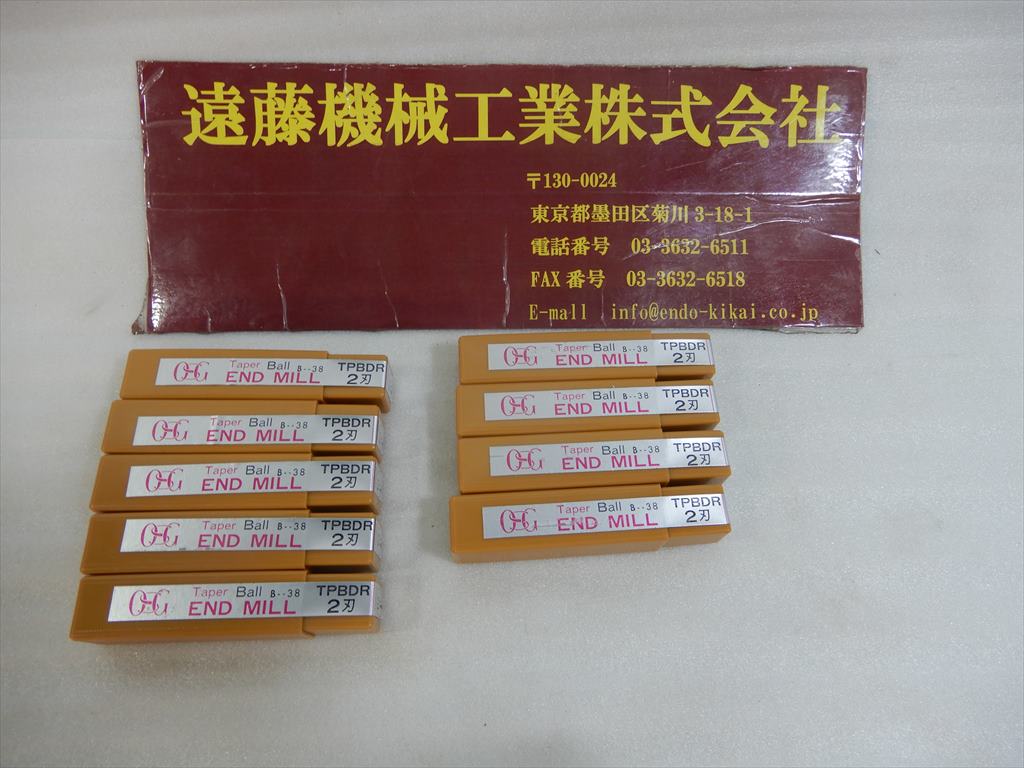 遠藤機械工業株式会社
〒130-0024
東京都墨田区菊川 3-18-1
電話番号 03-3632-6511
FAX 番号 03-3632-6518
E-mall info@endo-kikai.co.jp
OSG Taper Ball B--38 TPBDR
END MILL 2刃
OSG Taper Ball B--38 TPBDR
END MILL 2刃
OSG Taper Ball B--38 TPBDR
END MILL 2刃
OSG Taper Ball B--38 TPBDR
END MILL 2刃
OSG Taper Ball B--38 TPBDR
END MILL 2刃
OSG Taper Ball B--38 TPBDR
END MILL 2刃
OSG Taper Ball B--38 TPBDR
END MILL 2刃
OSG Taper Ball B--38 TPBDR
END MILL 2刃
OSG Taper Ball B--38 TPBDR
END MILL 2刃